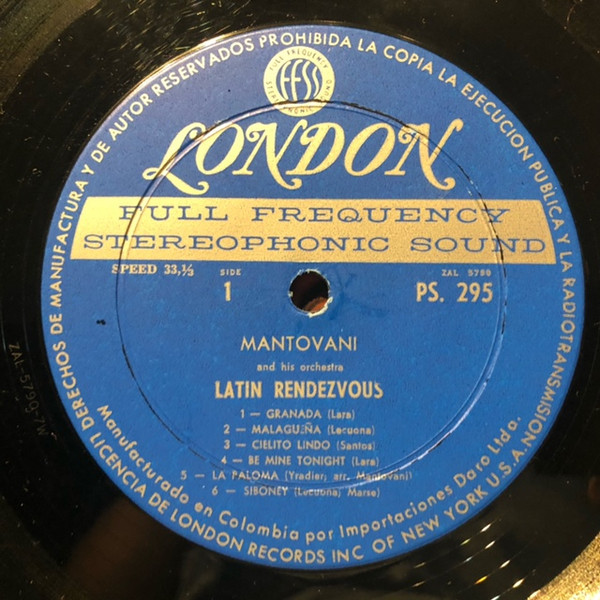 DERECHOS DE MANUFACTURA Y DE AUTOR RESERVADOS PROHIBIDA LA COPIA LA EJECUCION PUBLICA Y LA RADIOTRANSMISION
FULL FREQUENCY
STEREOPHONIC SOUND
FFSS
LONDON
FULL FREQUENCY
STEREOPHONIC SOUND
SPEED 33,⅓
SIDE
1
ZAL 5799
PS. 295
MANTOVANI
and his orchestra
LATIN RENDEZVOUS
1 — GRANADA (Lara)
2 — MALAGUEÑA (Lecuona)
3 — CIELITO LINDO (Santos)
4 — BE MINE TONIGHT (Lara)
5 — LA PALOMA (Yradier, arr. Mantovani)
6 — SIBONEY (Lecuona, Marse)
Manufacturado en Colombia por Importaciones Daro Ltda.
LICENCIA DE LONDON RECORDS INC OF NEW YORK U.S.A.